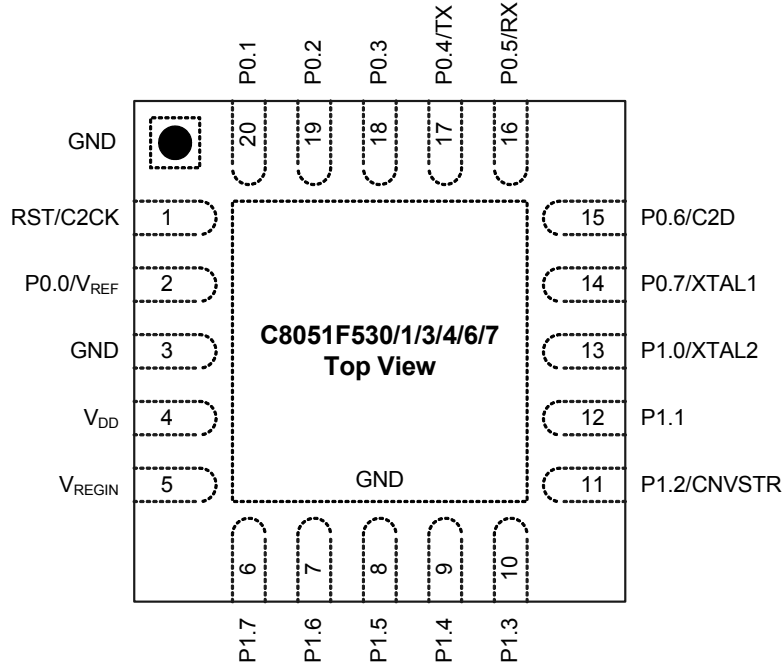 P0.1
P0.2
P0.3
P0.4/TX
P0.5/RX
20
19
18
17
16
GND
RST/C2CK
1
15
P0.6/C2D
P0.0/VREF
2
14
P0.7/XTAL1
GND
3
C8051F530/1/3/4/6/7
Top View
13
P1.0/XTAL2
VDD
4
12
P1.1
VREGIN
5
GND
11
P1.2/CNVSTR
6
7
8
9
10
P1.7
P1.6
P1.5
P1.4
P1.3